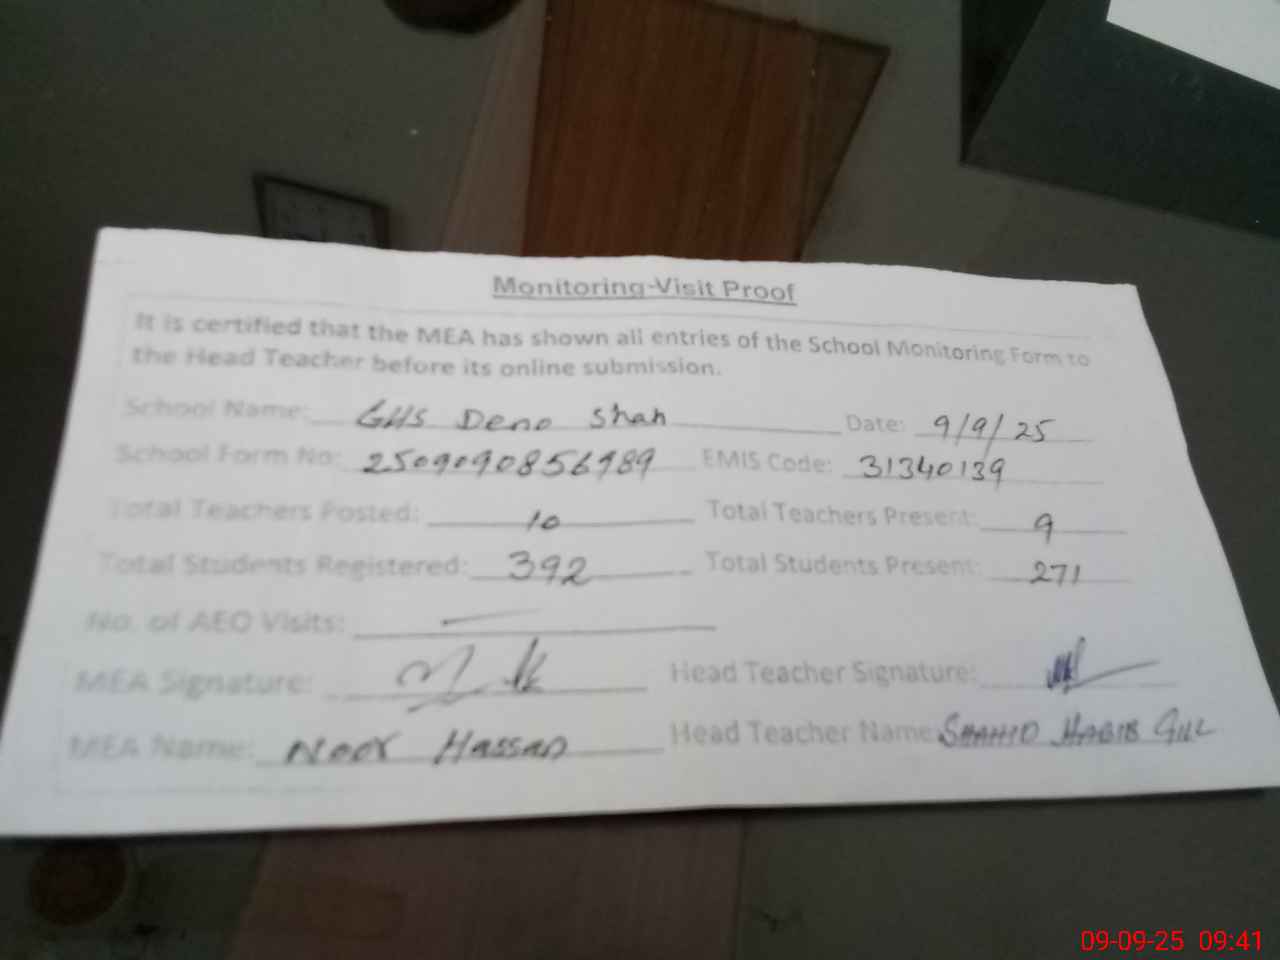 Monitoring-Visit Proof
It is certified that the MEA has shown all entries of the School Monitoring Form to
the Head Teacher before its online submission.
School Name: GHS Deno Shah Date: 9/9/25
School Form No: 2509090856989 EMIS Code: 31340139
Total Teachers Posted: 10 Total Teachers Present: 9
Total Students Registered: 392 Total Students Present: 271
No. of AEO Visits: —
MEA Signature: Head Teacher Signature:
MEA Name: Noor Hassan Head Teacher Name: SHAHID HABIB GILL
09-09-25 09:41